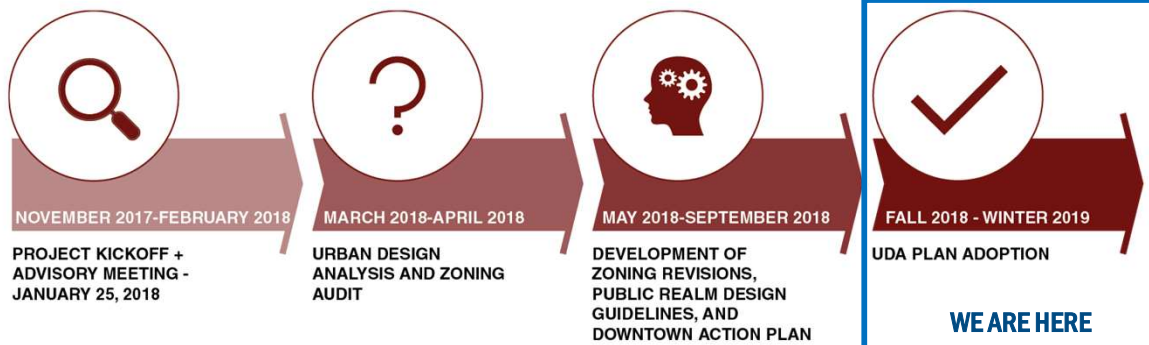 NOVEMBER 2017-FEBRUARY 2018
PROJECT KICKOFF +
ADVISORY MEETING -
JANUARY 25, 2018
MARCH 2018-APRIL 2018
URBAN DESIGN
ANALYSIS AND ZONING
AUDIT
MAY 2018-SEPTEMBER 2018
DEVELOPMENT OF
ZONING REVISIONS,
PUBLIC REALM DESIGN
GUIDELINES, AND
DOWNTOWN ACTION PLAN
FALL 2018 - WINTER 2019
UDA PLAN ADOPTION
WE ARE HERE